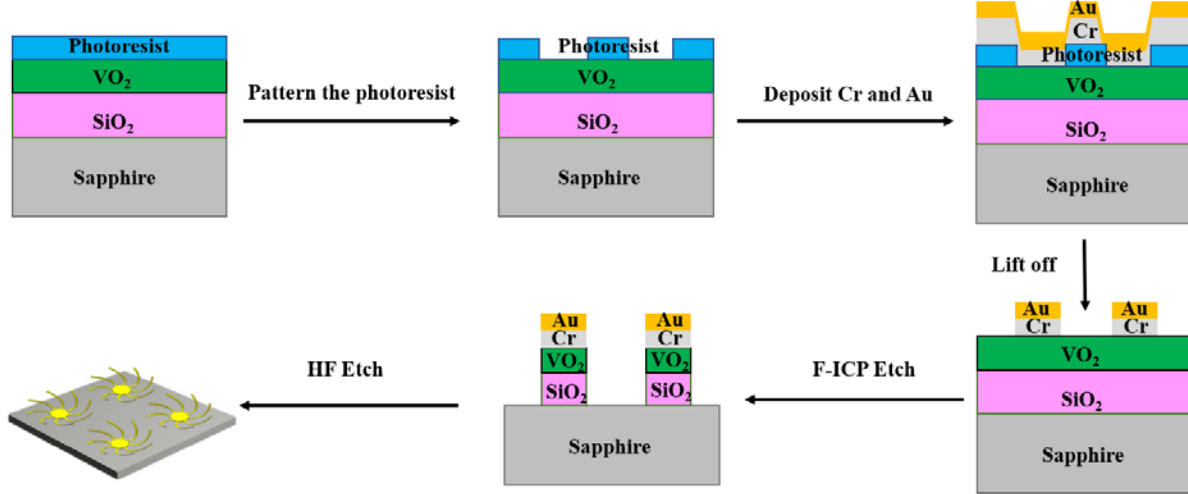 Photoresist
VO₂
SiO₂
Sapphire
Pattern the photoresist
Photoresist
VO₂
SiO₂
Sapphire
Deposit Cr and Au
Au
Cr
Photoresist
VO₂
SiO₂
Sapphire
Lift off
Au Au
Cr Cr
VO₂
SiO₂
Sapphire
F-ICP Etch
Au Au
Cr Cr
VO₂ VO₂
SiO₂ SiO₂
Sapphire
HF Etch